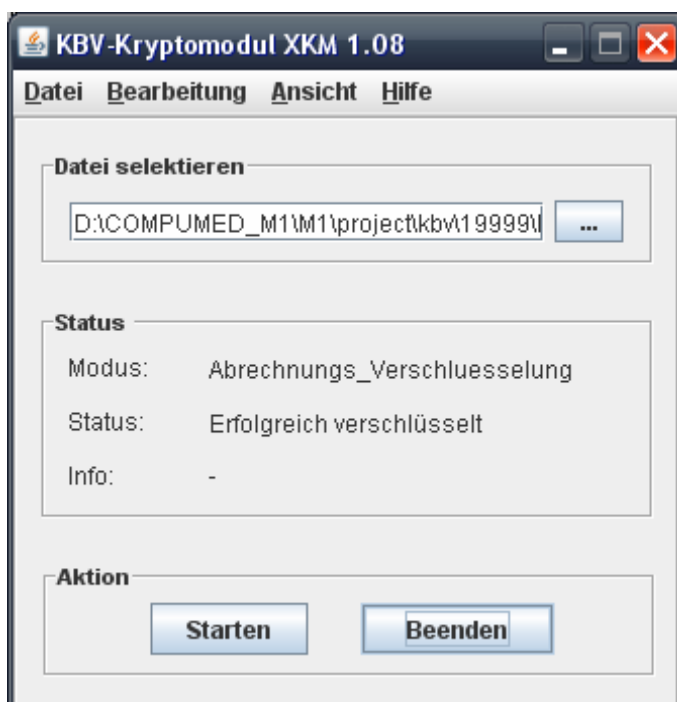 KBV-Kryptomodul XKM 1.08
Datei Bearbeitung Ansicht Hilfe
Datei selektieren
D:\COMPUMED_M1\M1\project\kbv\19999\ ...
Status
Modus: Abrechnungs_Verschluesselung
Status: Erfolgreich verschlüsselt
Info: -
Aktion
Starten Beenden